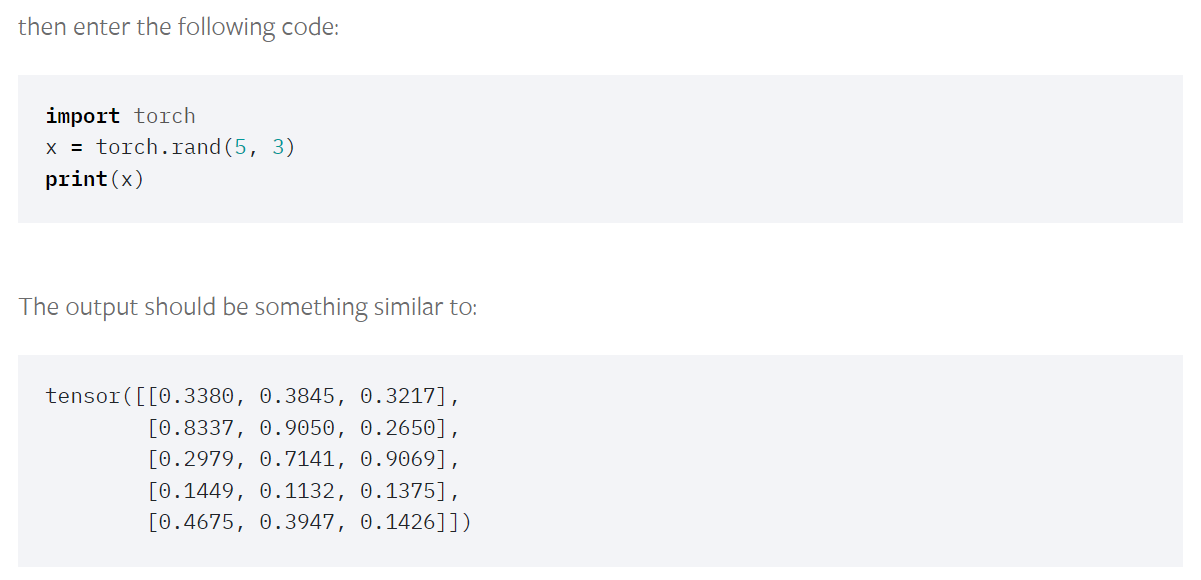 then enter the following code:
import torch
x = torch.rand(5, 3)
print(x)
The output should be something similar to:
tensor([[0.3380, 0.3845, 0.3217],
        [0.8337, 0.9050, 0.2650],
        [0.2979, 0.7141, 0.9069],
        [0.1449, 0.1132, 0.1375],
        [0.4675, 0.3947, 0.1426]])